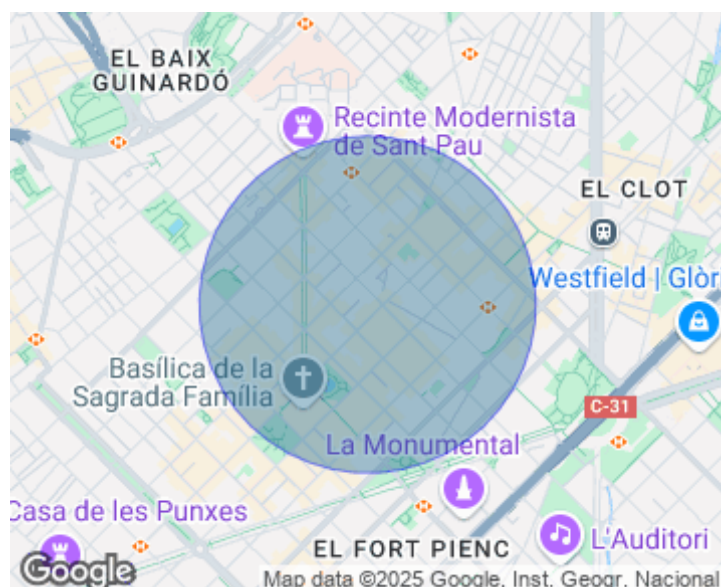 EL BAIX
GUINARDÓ
Recinte Modernista
de Sant Pau
EL CLOT
Westfield | Glòr
Basílica de la
Sagrada Família
C-31
La Monumental
Casa de les Punxes
L'Auditori
EL FORT PIENC
Google
Map data ©2025 Google, Inst. Geogr. Nacional